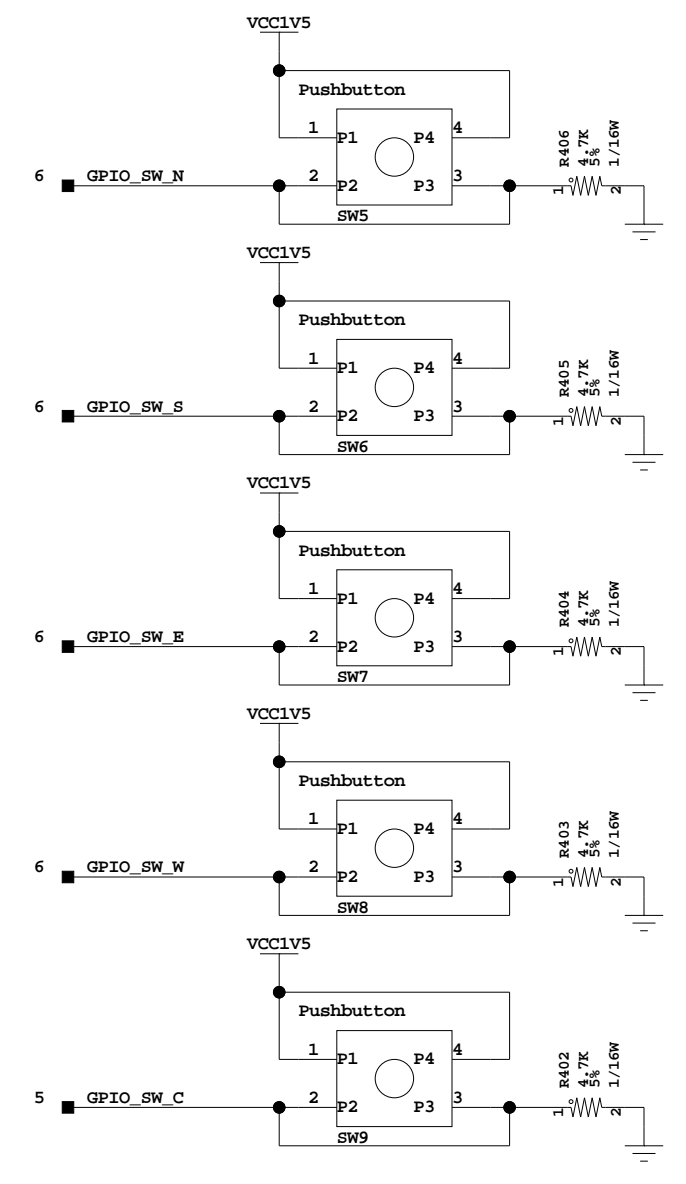 VCC1V5
Pushbutton
1 P1 P4 4
6 GPIO_SW_N 2 P2 P3 3
SW5
R406
4.7K
5%
1/16W
1 2
VCC1V5
Pushbutton
1 P1 P4 4
6 GPIO_SW_S 2 P2 P3 3
SW6
R405
4.7K
5%
1/16W
1 2
VCC1V5
Pushbutton
1 P1 P4 4
6 GPIO_SW_E 2 P2 P3 3
SW7
R404
4.7K
5%
1/16W
1 2
VCC1V5
Pushbutton
1 P1 P4 4
6 GPIO_SW_W 2 P2 P3 3
SW8
R403
4.7K
5%
1/16W
1 2
VCC1V5
Pushbutton
1 P1 P4 4
5 GPIO_SW_C 2 P2 P3 3
SW9
R402
4.7K
5%
1/16W
1 2